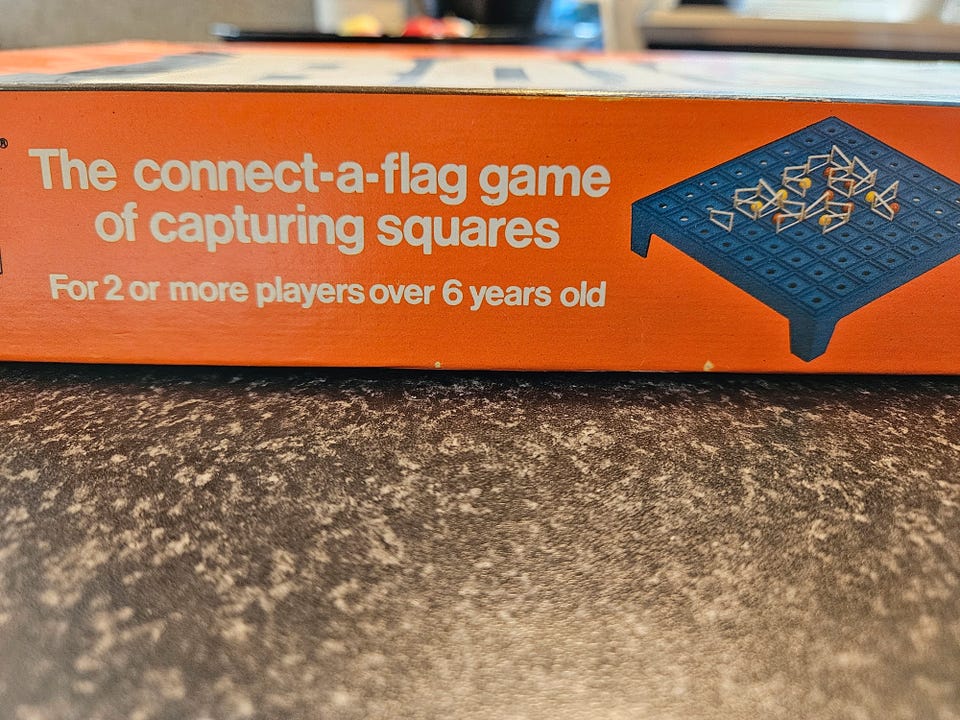 ®
The connect-a-flag game
of capturing squares
For 2 or more players over 6 years old